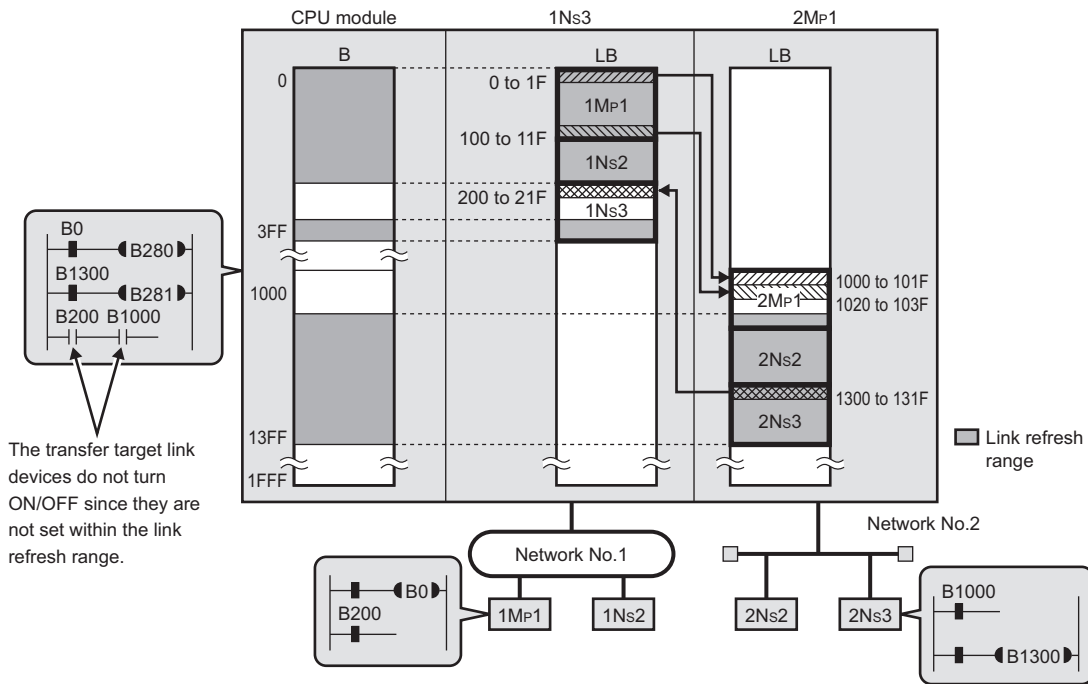 CPU module
1Ns3
2MP1
B
LB
LB
0
0 to 1F
1MP1
100 to 11F
1Ns2
200 to 21F
1Ns3
3FF
1000
1000 to 101F
2MP1
1020 to 103F
2Ns2
1300 to 131F
2Ns3
13FF
1FFF
B0
B280
B1300
B281
B200 B1000
The transfer target link
devices do not turn
ON/OFF since they are
not set within the link
refresh range.
Link refresh
range
Network No.2
Network No.1
B0
B200
1MP1
1Ns2
2Ns2
2Ns3
B1000
B1300